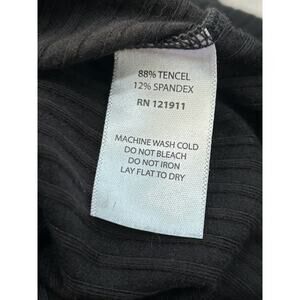 88% TENCEL
12% SPANDEX
RN 121911
MACHINE WASH COLD
DO NOT BLEACH
DO NOT IRON
LAY FLAT TO DRY